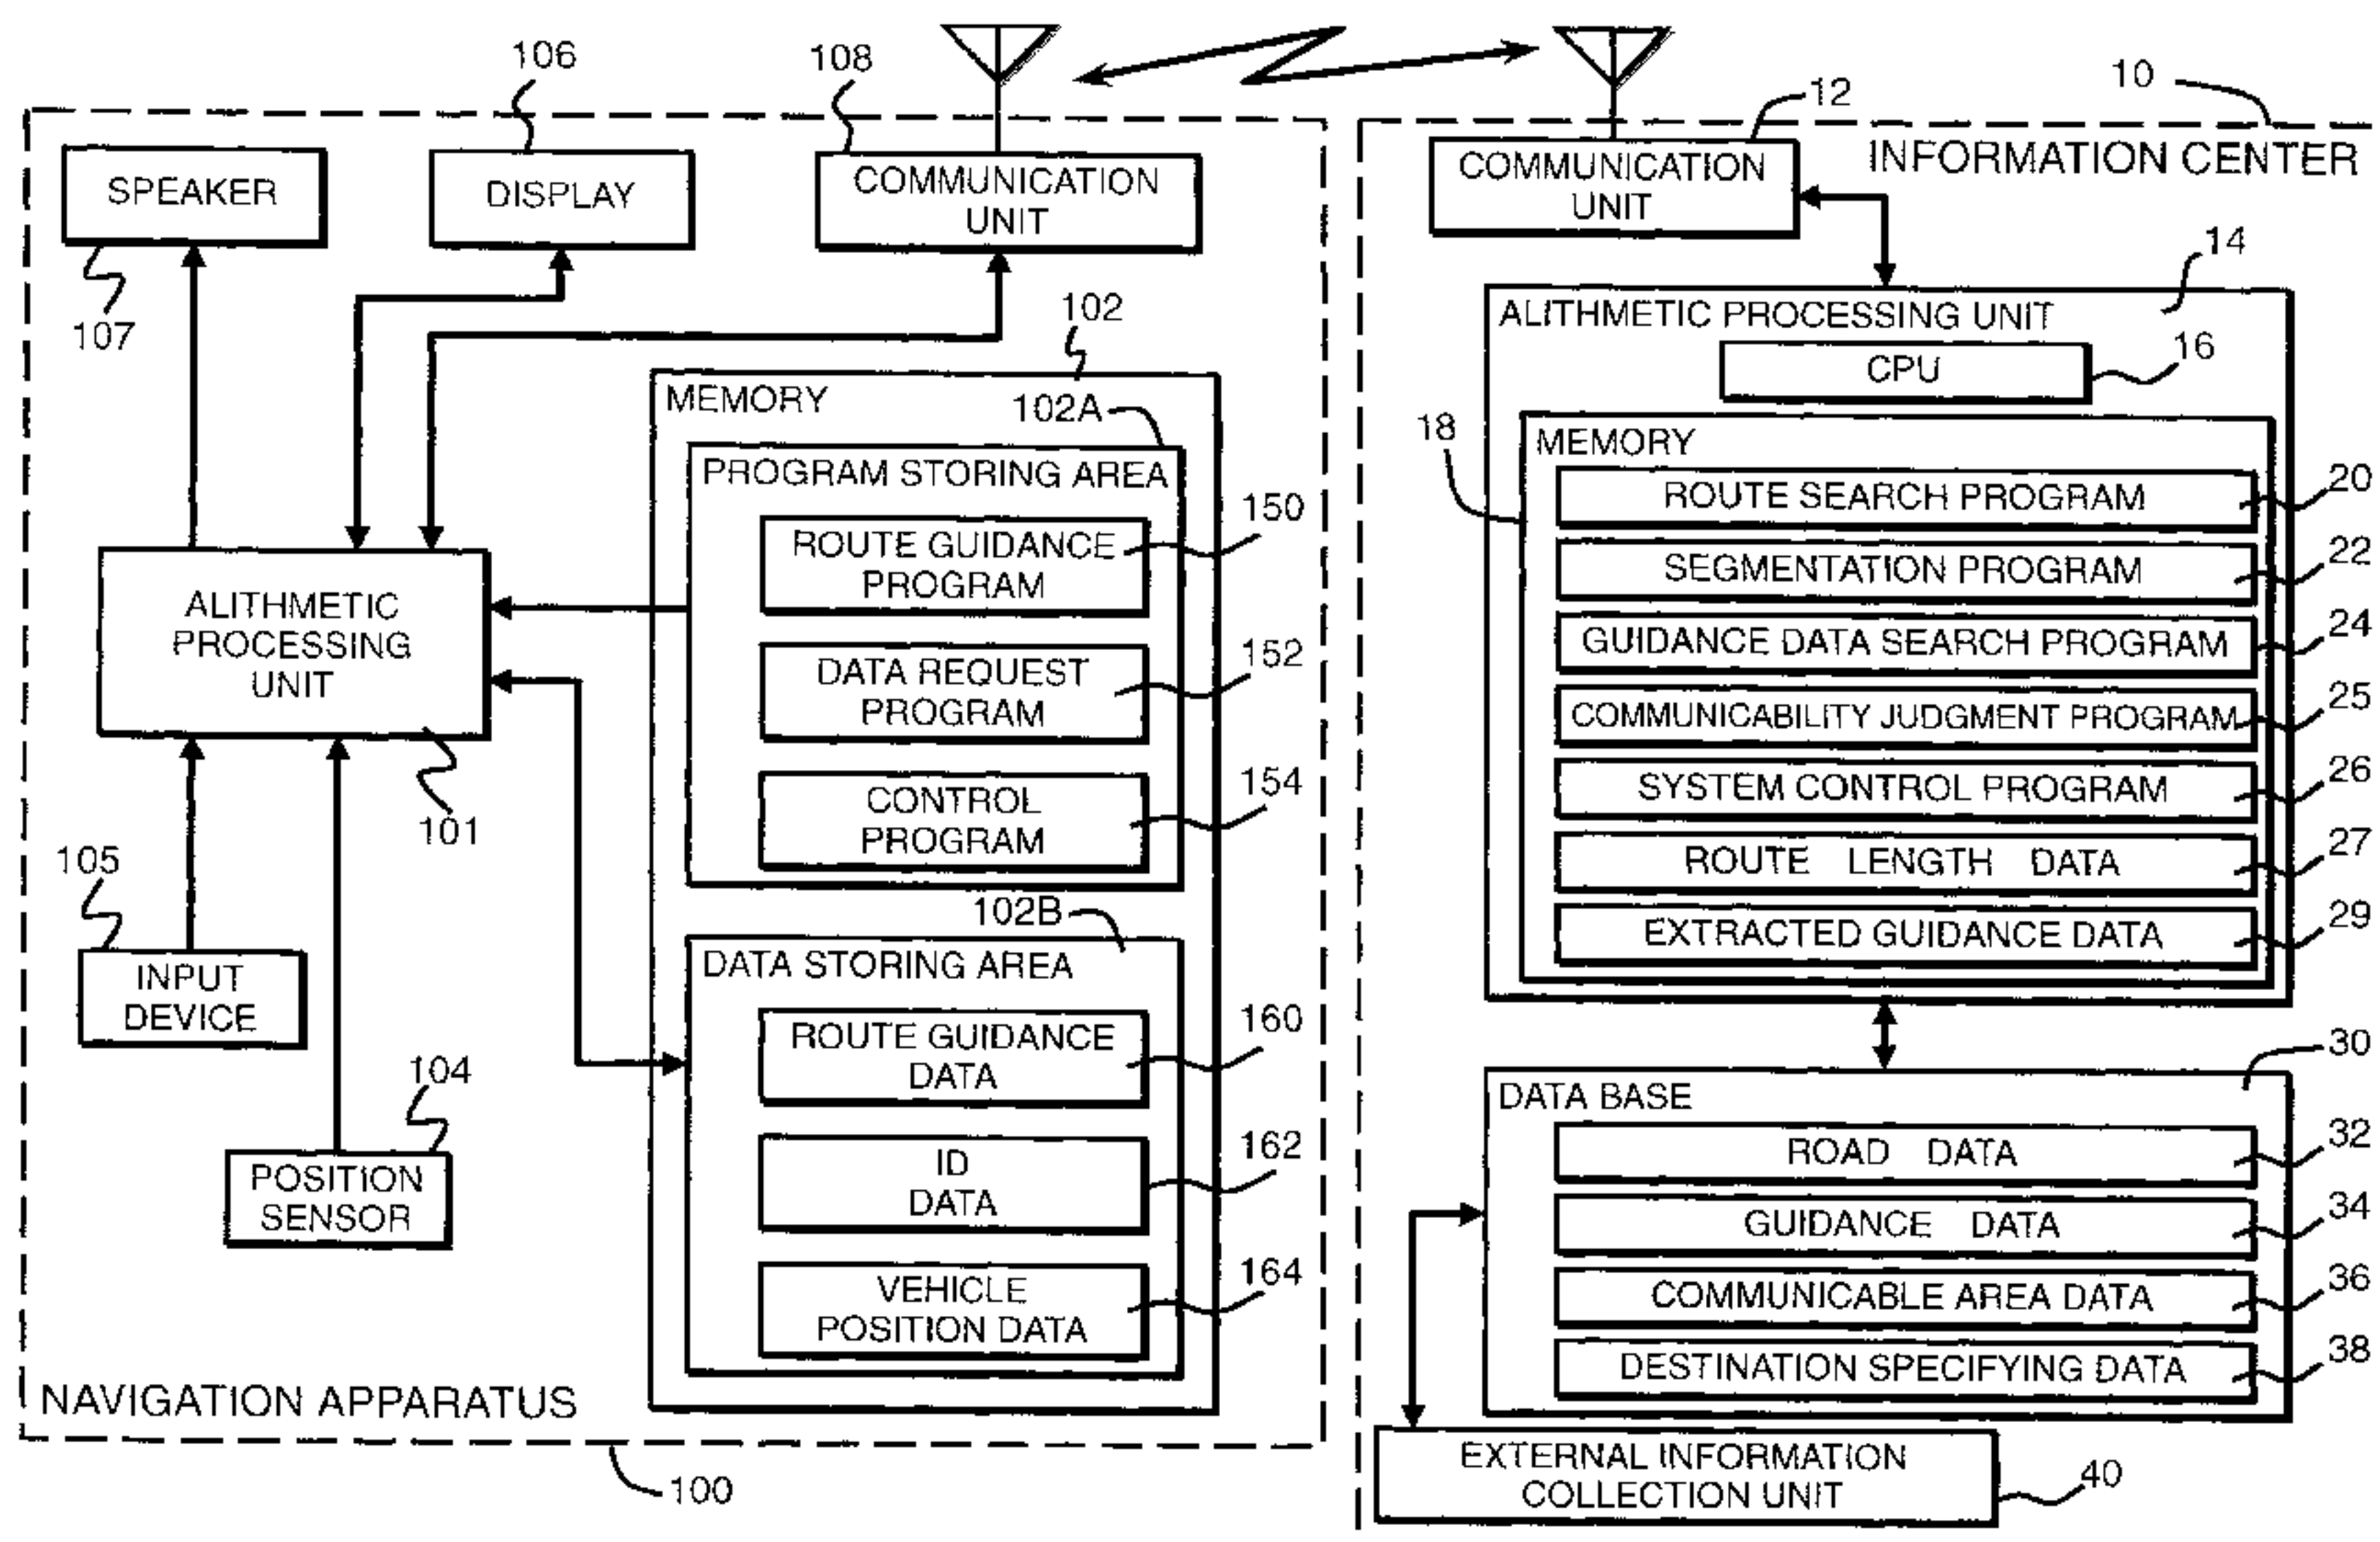 106
108
12
10
SPEAKER
DISPLAY
COMMUNICATION
UNIT
COMMUNICATION
UNIT
INFORMATION CENTER
107
102
14
ALITHMETIC PROCESSING UNIT
CPU
16
MEMORY
102A
18
MEMORY
PROGRAM STORING AREA
150
ROUTE GUIDANCE
PROGRAM
152
DATA REQUEST
PROGRAM
154
CONTROL
PROGRAM
ALITHMETIC
PROCESSING
UNIT
101
105
INPUT
DEVICE
104
POSITION
SENSOR
102B
DATA STORING AREA
160
ROUTE GUIDANCE
DATA
162
ID
DATA
164
VEHICLE
POSITION DATA
NAVIGATION APPARATUS
100
ROUTE SEARCH PROGRAM
20
SEGMENTATION PROGRAM
22
GUIDANCE DATA SEARCH PROGRAM
24
COMMUNICABILITY JUDGMENT PROGRAM
25
SYSTEM CONTROL PROGRAM
26
ROUTE LENGTH DATA
27
EXTRACTED GUIDANCE DATA
29
30
DATA BASE
ROAD DATA
32
GUIDANCE DATA
34
COMMUNICABLE AREA DATA
36
DESTINATION SPECIFYING DATA
38
EXTERNAL INFORMATION
COLLECTION UNIT
40